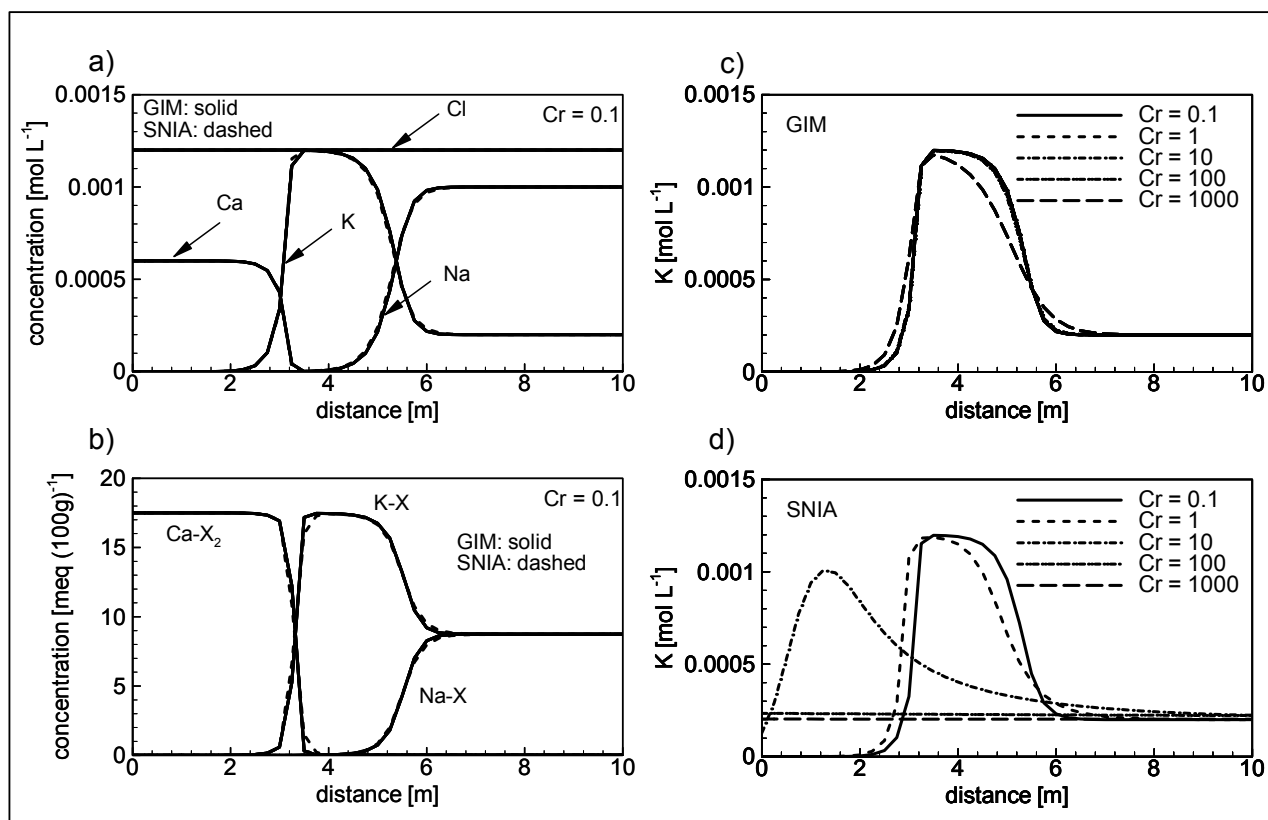 a)
0.0015
0.001
0.0005
0
concentration [mol L⁻¹]
GIM: solid
SNIA: dashed
Cl
Cr = 0.1
Ca
K
Na
0 2 4 6 8 10
distance [m]
b)
20
15
10
5
0
concentration [meq (100g)⁻¹]
Cr = 0.1
K-X
Ca-X₂
GIM: solid
SNIA: dashed
Na-X
0 2 4 6 8 10
distance [m]
c)
0.0015
0.001
0.0005
0
K [mol L⁻¹]
GIM
Cr = 0.1
Cr = 1
Cr = 10
Cr = 100
Cr = 1000
0 2 4 6 8 10
distance [m]
d)
0.0015
0.001
0.0005
0
K [mol L⁻¹]
SNIA
Cr = 0.1
Cr = 1
Cr = 10
Cr = 100
Cr = 1000
0 2 4 6 8 10
distance [m]